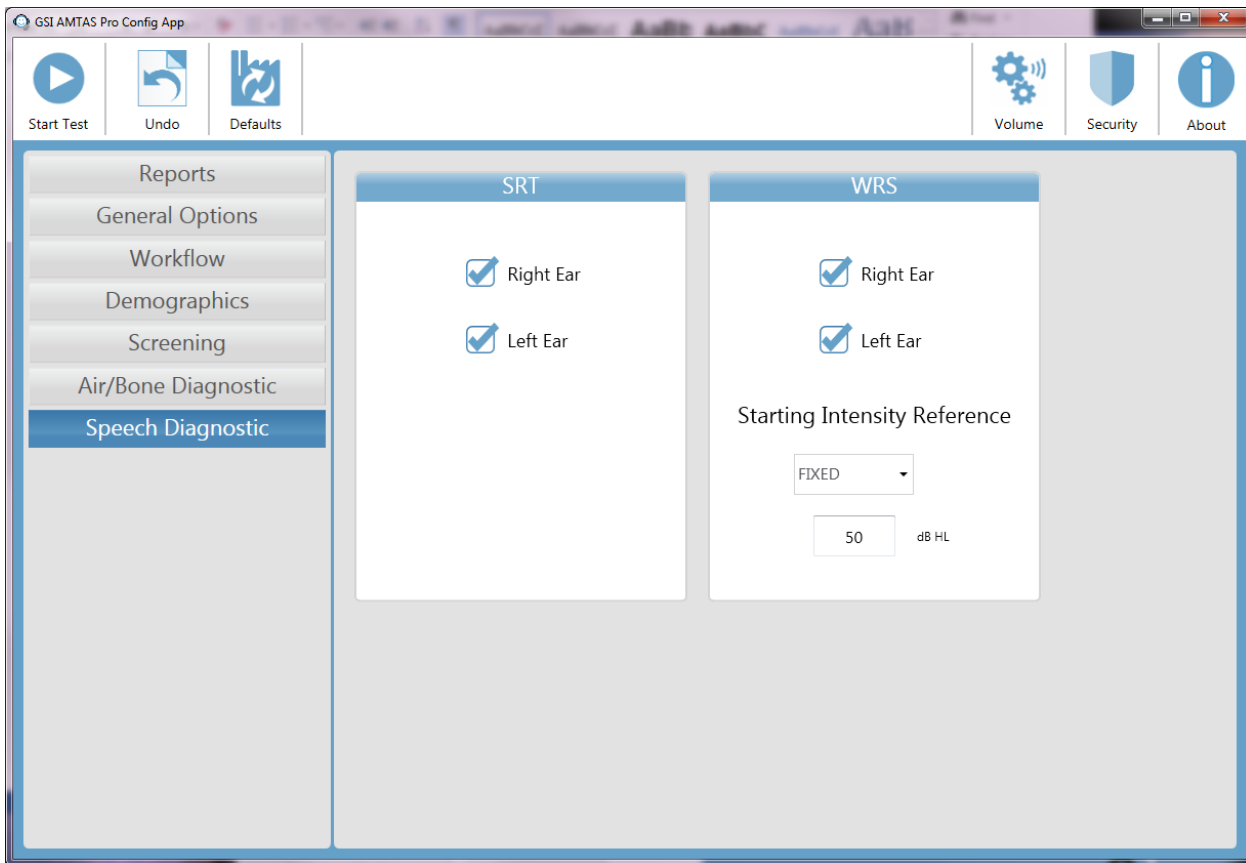 GSI AMTAS Pro Config App
Start Test
Undo
Defaults
Volume
Security
About
Reports
General Options
Workflow
Demographics
Screening
Air/Bone Diagnostic
Speech Diagnostic
SRT
Right Ear
Left Ear
WRS
Right Ear
Left Ear
Starting Intensity Reference
FIXED
50 dB HL